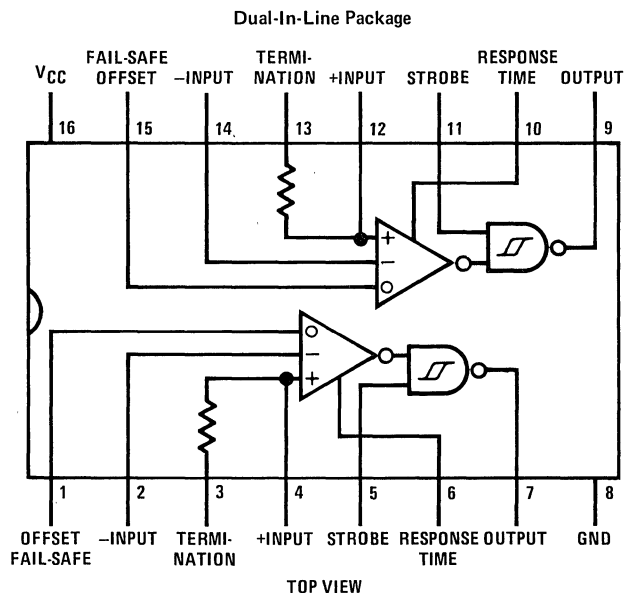 Dual-In-Line Package
VCC
FAIL-SAFE
OFFSET
–INPUT
TERMI-
NATION
+INPUT
STROBE
RESPONSE
TIME
OUTPUT
16 15 14 13 12 11 10 9
+
–
O
O
–
+
1 2 3 4 5 6 7 8
OFFSET
FAIL-SAFE
–INPUT
TERMI-
NATION
+INPUT
STROBE
RESPONSE
TIME
OUTPUT
GND
TOP VIEW